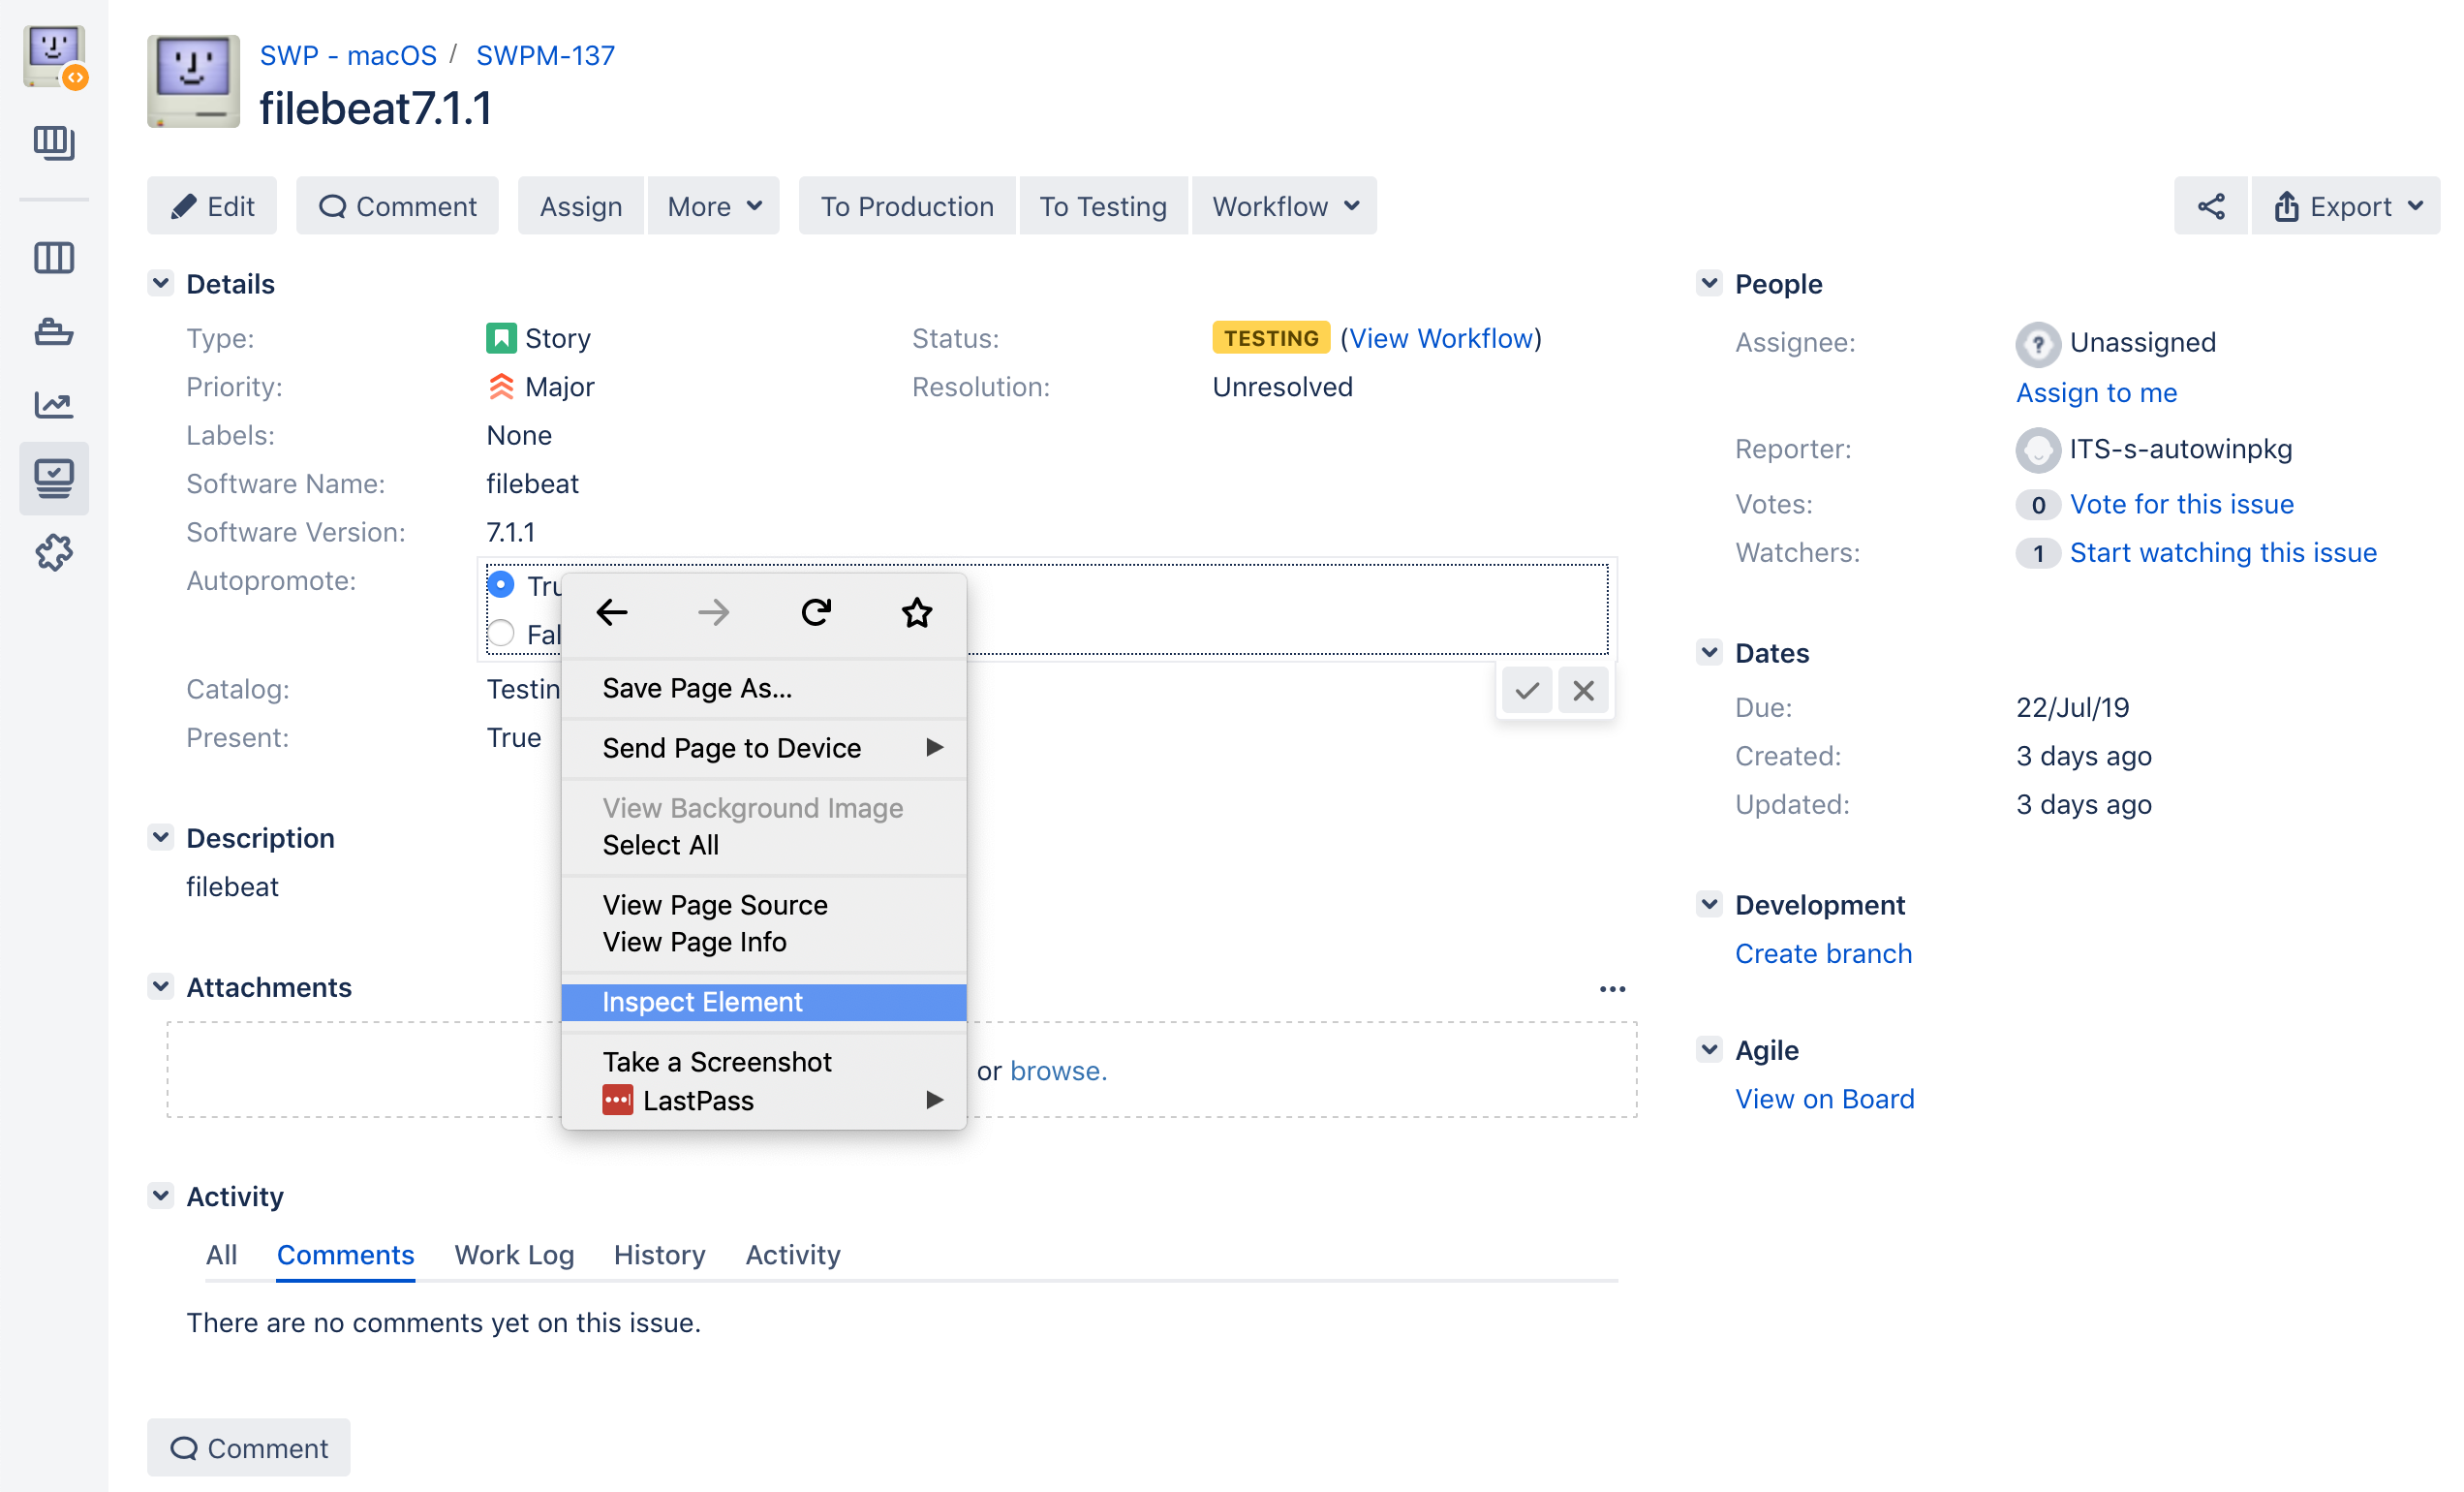 SWP - macOS / SWPM-137
filebeat7.1.1
Edit Comment Assign More To Production To Testing Workflow Export
Details
Type: Story Status: TESTING (View Workflow)
Priority: Major Resolution: Unresolved
Labels: None
Software Name: filebeat
Software Version: 7.1.1
Autopromote: Tru
Fal
Catalog: Testin
Present: True
Save Page As...
Send Page to Device
View Background Image
Select All
View Page Source
View Page Info
Inspect Element
Take a Screenshot
LastPass
Description
filebeat
Attachments
or browse.
Activity
All Comments Work Log History Activity
There are no comments yet on this issue.
Comment
People
Assignee: Unassigned
Assign to me
Reporter: ITS-s-autowinpkg
Votes: 0 Vote for this issue
Watchers: 1 Start watching this issue
Dates
Due: 22/Jul/19
Created: 3 days ago
Updated: 3 days ago
Development
Create branch
Agile
View on Board